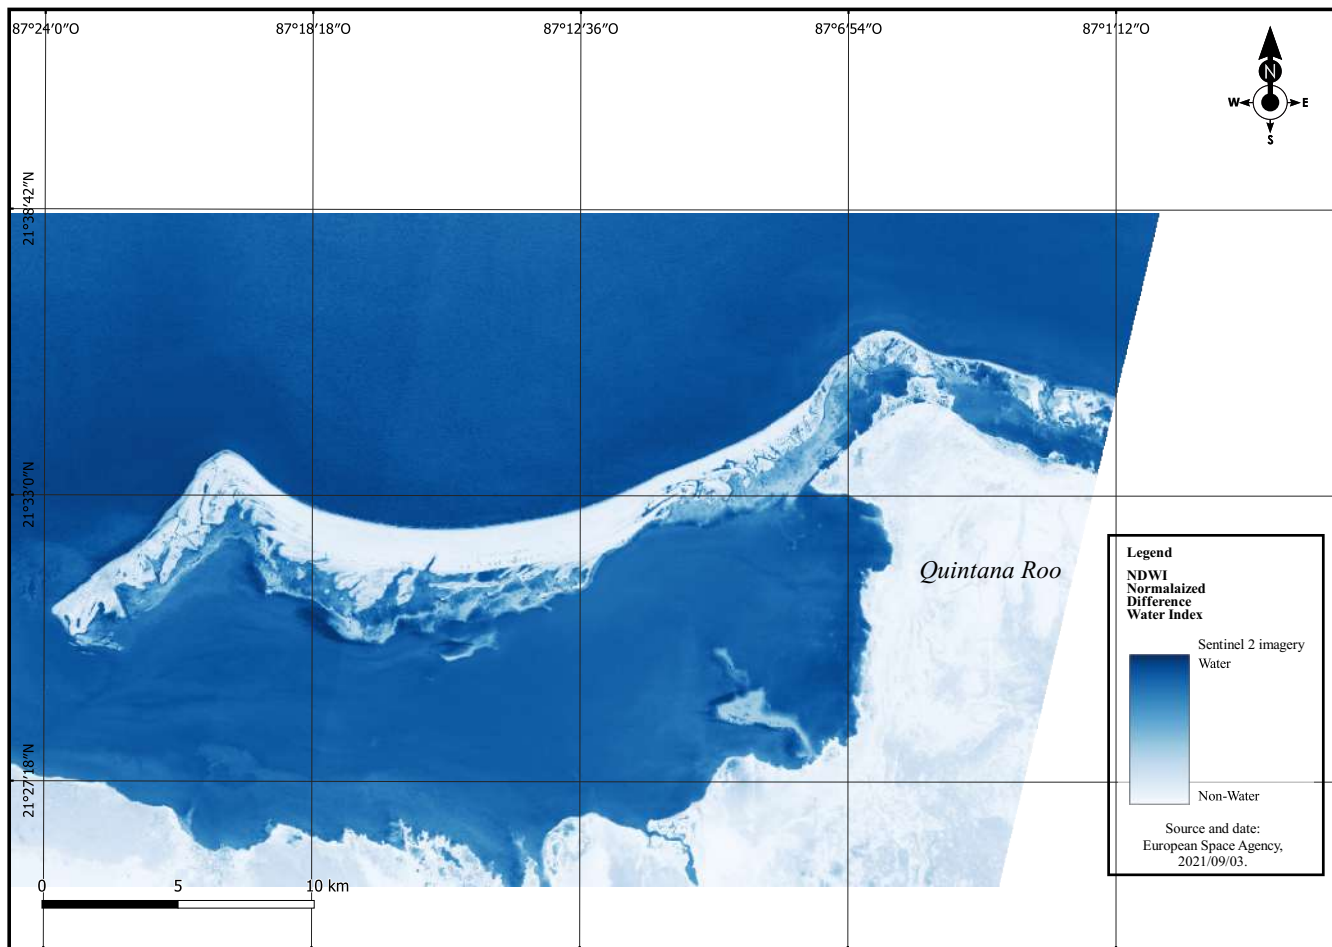 87°24′0″O 87°18′18″O 87°12′36″O 87°6′54″O 87°1′12″O
N
W E
S
21°38′42″N
21°33′0″N
21°27′18″N
Quintana Roo
Legend
NDWI
Normalaized
Difference
Water Index
Sentinel 2 imagery
Water
Non-Water
Source and date:
European Space Agency,
2021/09/03.
0 5 10 km